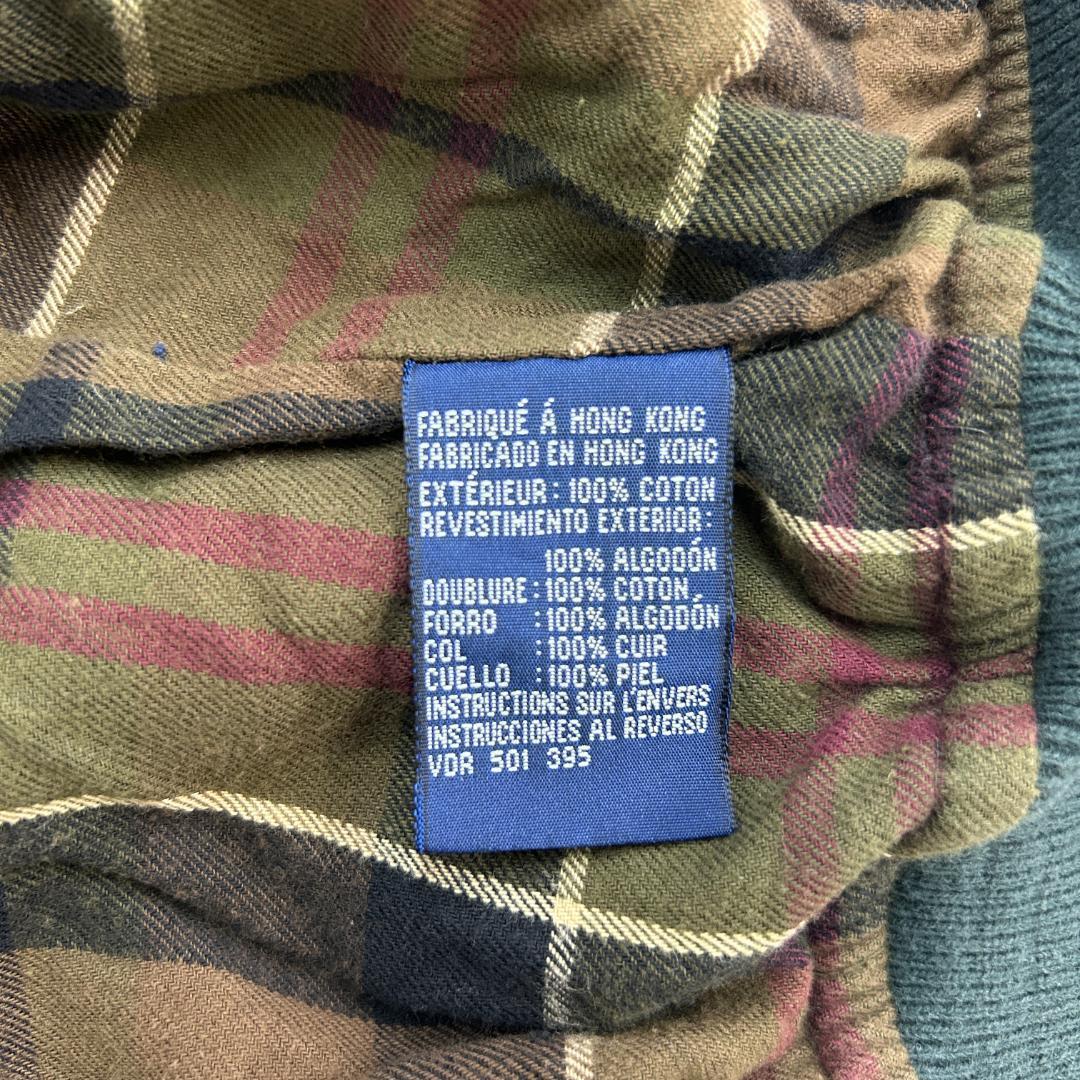 FABRIQUÉ Á HONG KONG
FABRICADO EN HONG KONG
EXTÉRIEUR: 100% COTON
REVESTIMIENTO EXTERIOR:
100% ALGODÓN
DOUBLURE: 100% COTON
FORRO : 100% ALGODÓN
COL : 100% CUIR
CUELLO : 100% PIEL
INSTRUCTIONS SUR L'ENVERS
INSTRUCCIONES AL REVERSO
VDR 501 395